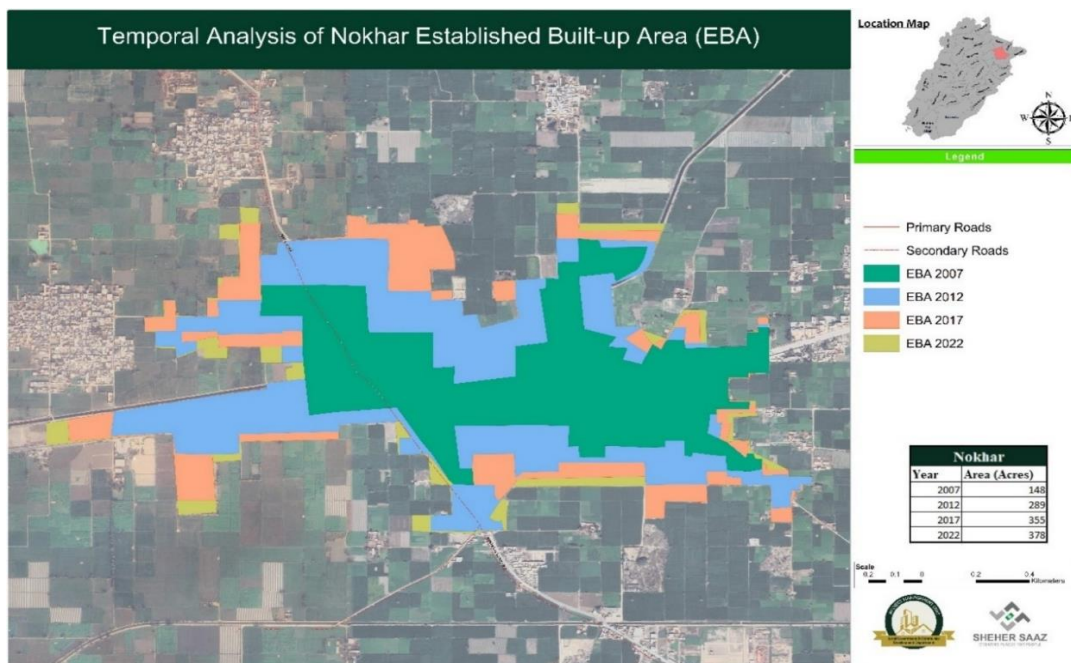 Temporal Analysis of Nokhar Established Built-up Area (EBA)
Location Map
N
W
S
Legend
Primary Roads
Secondary Roads
EBA 2007
EBA 2012
EBA 2017
EBA 2022
Nokhar
Year Area (Acres)
2007 148
2012 289
2017 355
2022 378
Scale
0.2 0.1 0 0.2 0.4
Kilometers
SHEHER SAAZ